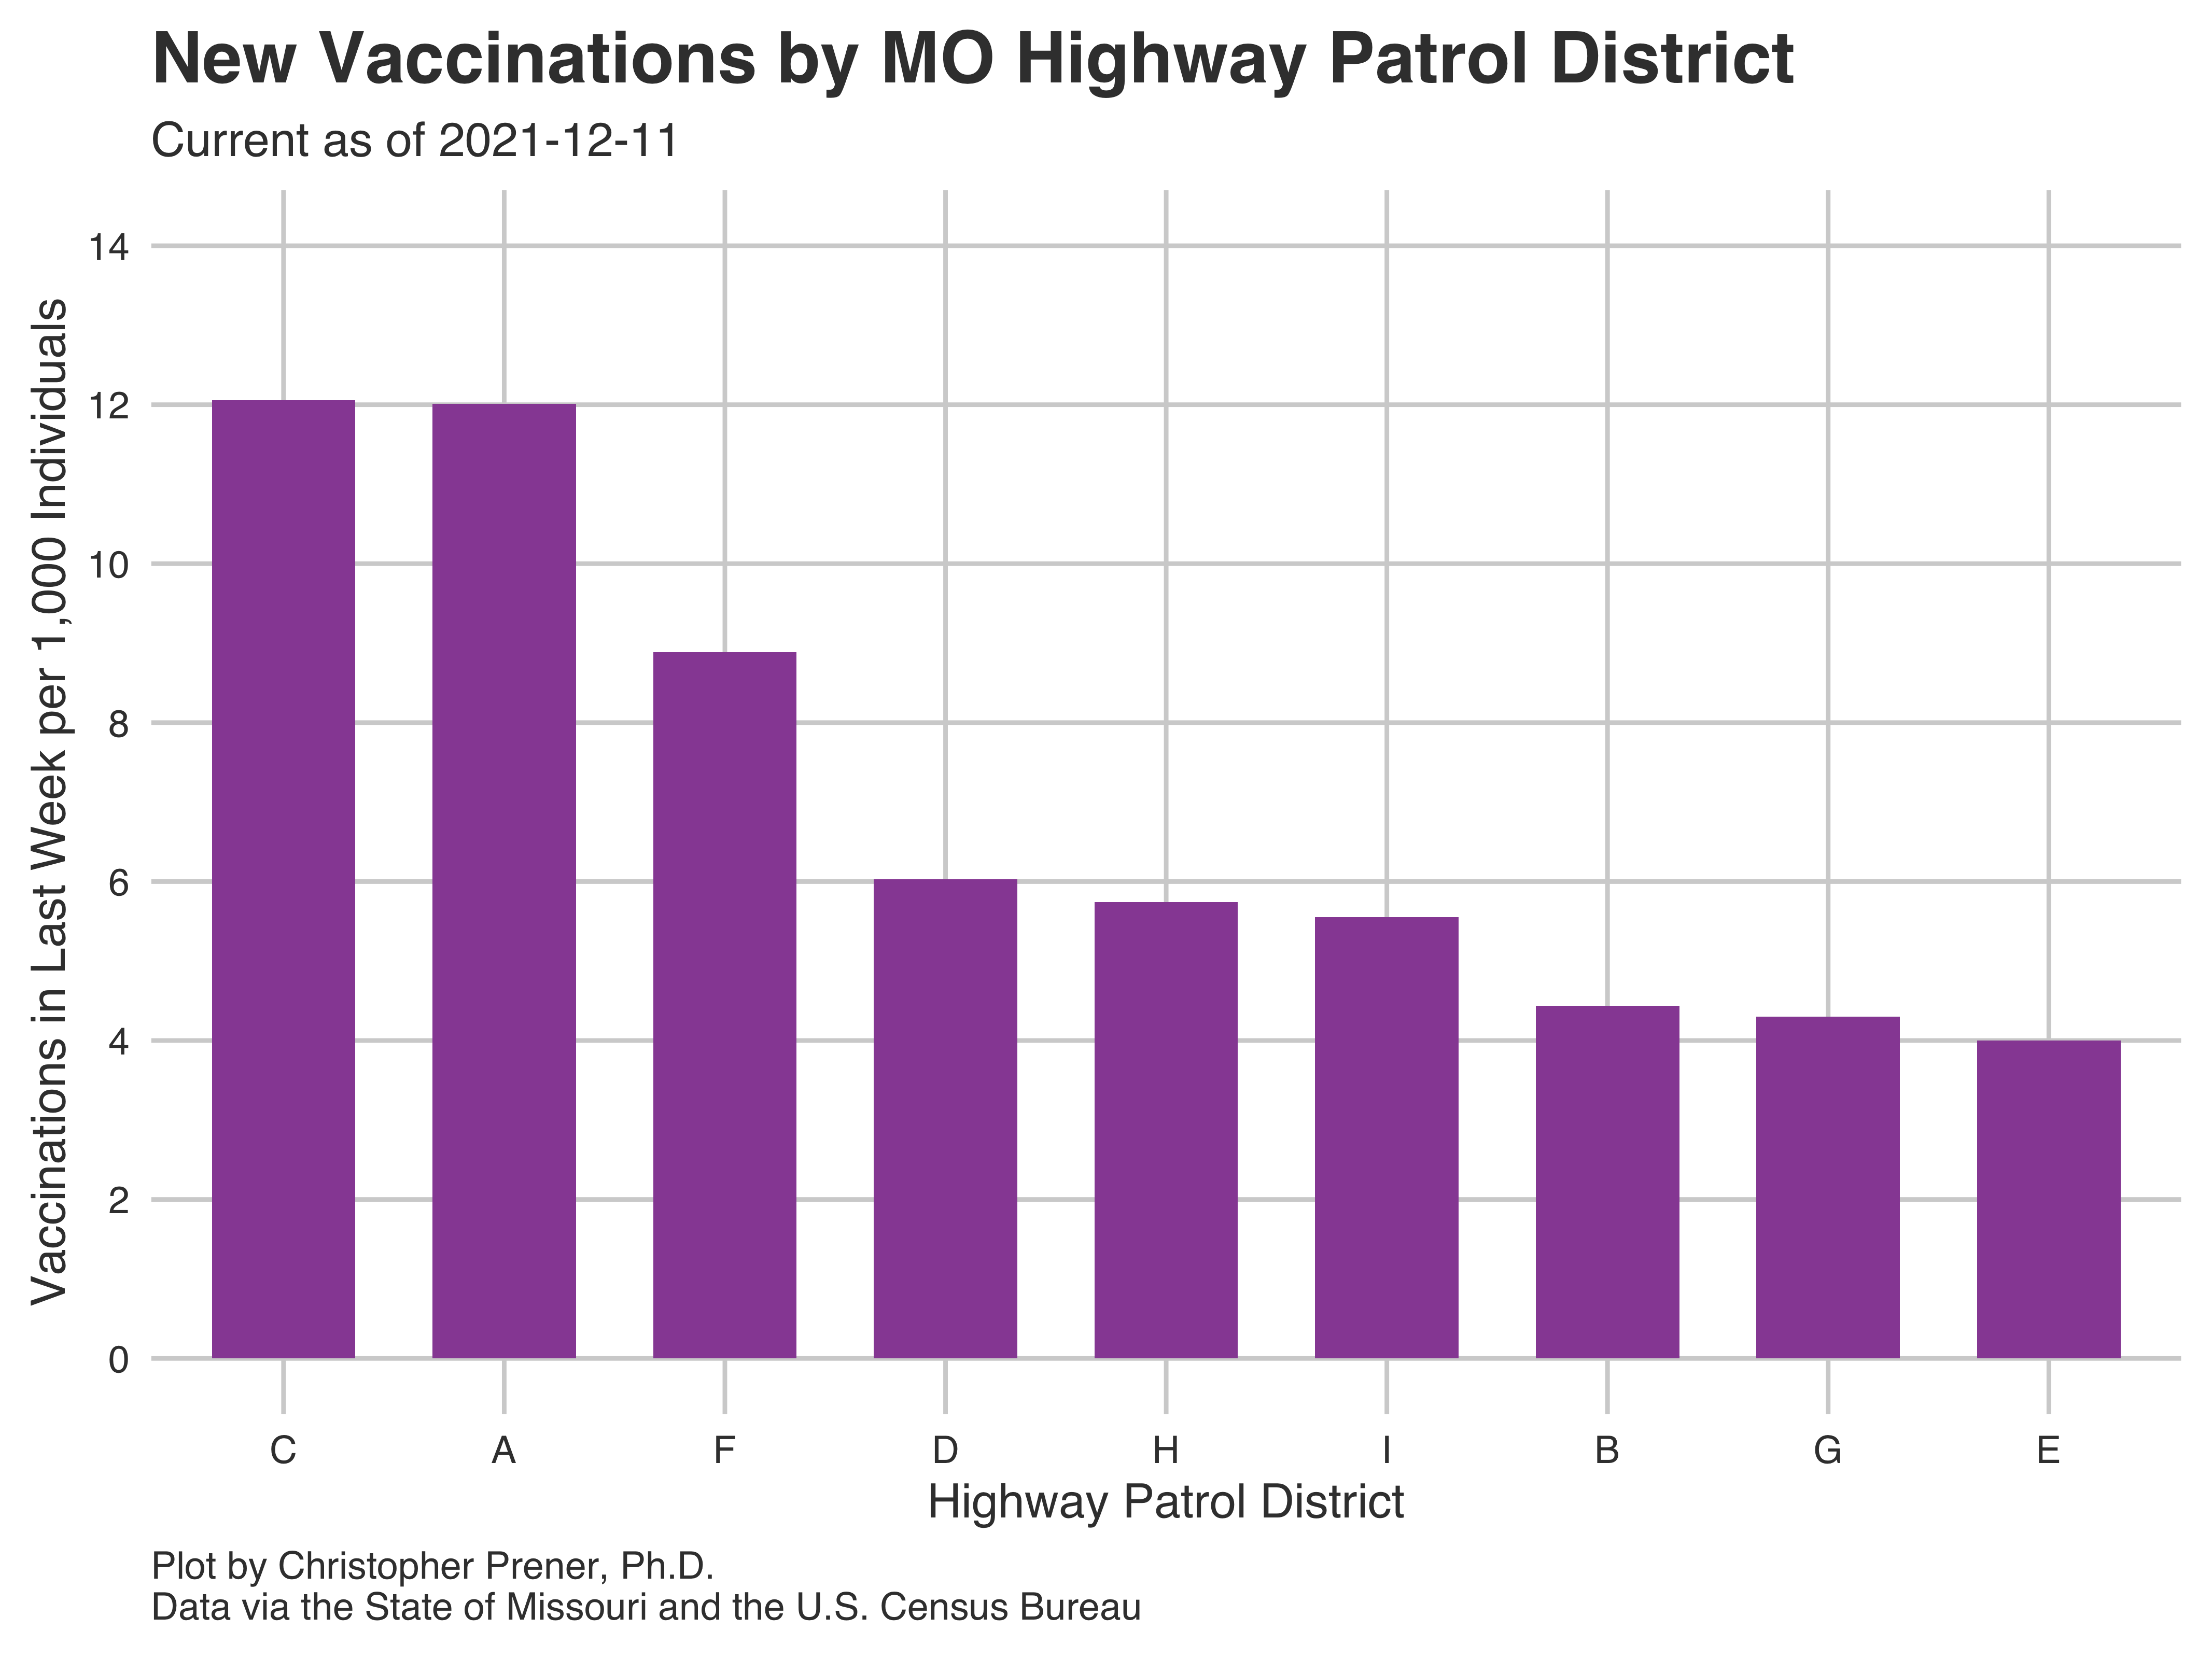 New Vaccinations by MO Highway Patrol District
Current as of 2021-12-11
Vaccinations in Last Week per 1,000 Individuals
14
12
10
8
6
4
2
0
C A F D H I B G E
Highway Patrol District
Plot by Christopher Prener, Ph.D.
Data via the State of Missouri and the U.S. Census Bureau